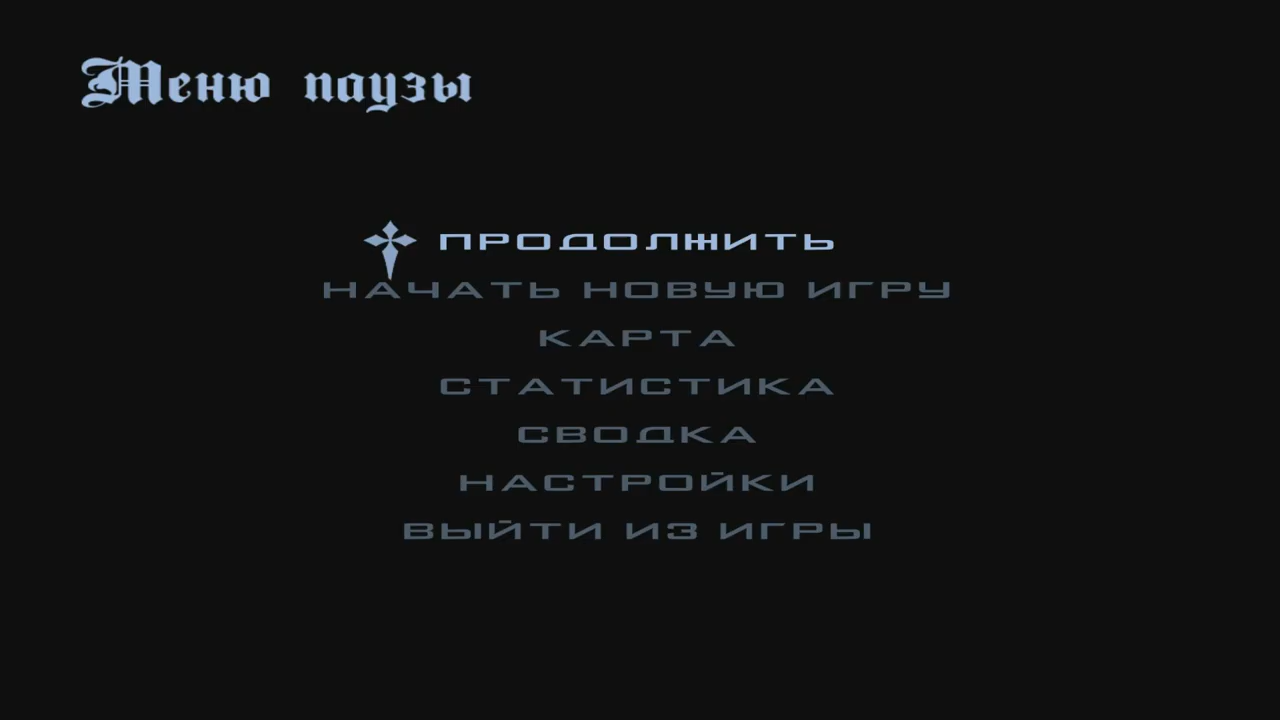 Меню паузы
ПРОДОЛЖИТЬ
НАЧАТЬ НОВУЮ ИГРУ
КАРТА
СТАТИСТИКА
СВОДКА
НАСТРОЙКИ
ВЫЙТИ ИЗ ИГРЫ